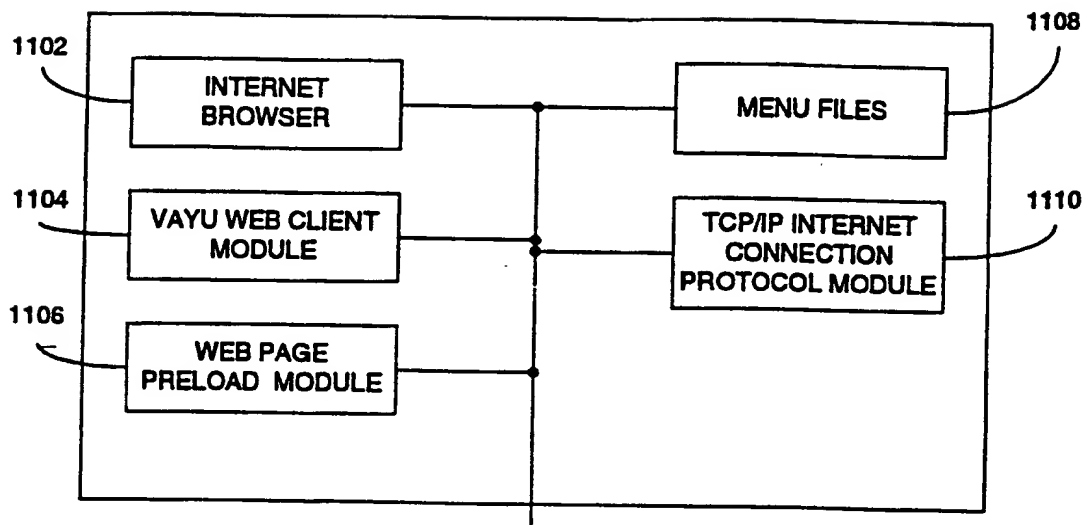 1102
INTERNET
BROWSER
1108
MENU FILES
1104
VAYU WEB CLIENT
MODULE
1110
TCP/IP INTERNET
CONNECTION
PROTOCOL MODULE
1106
WEB PAGE
PRELOAD MODULE